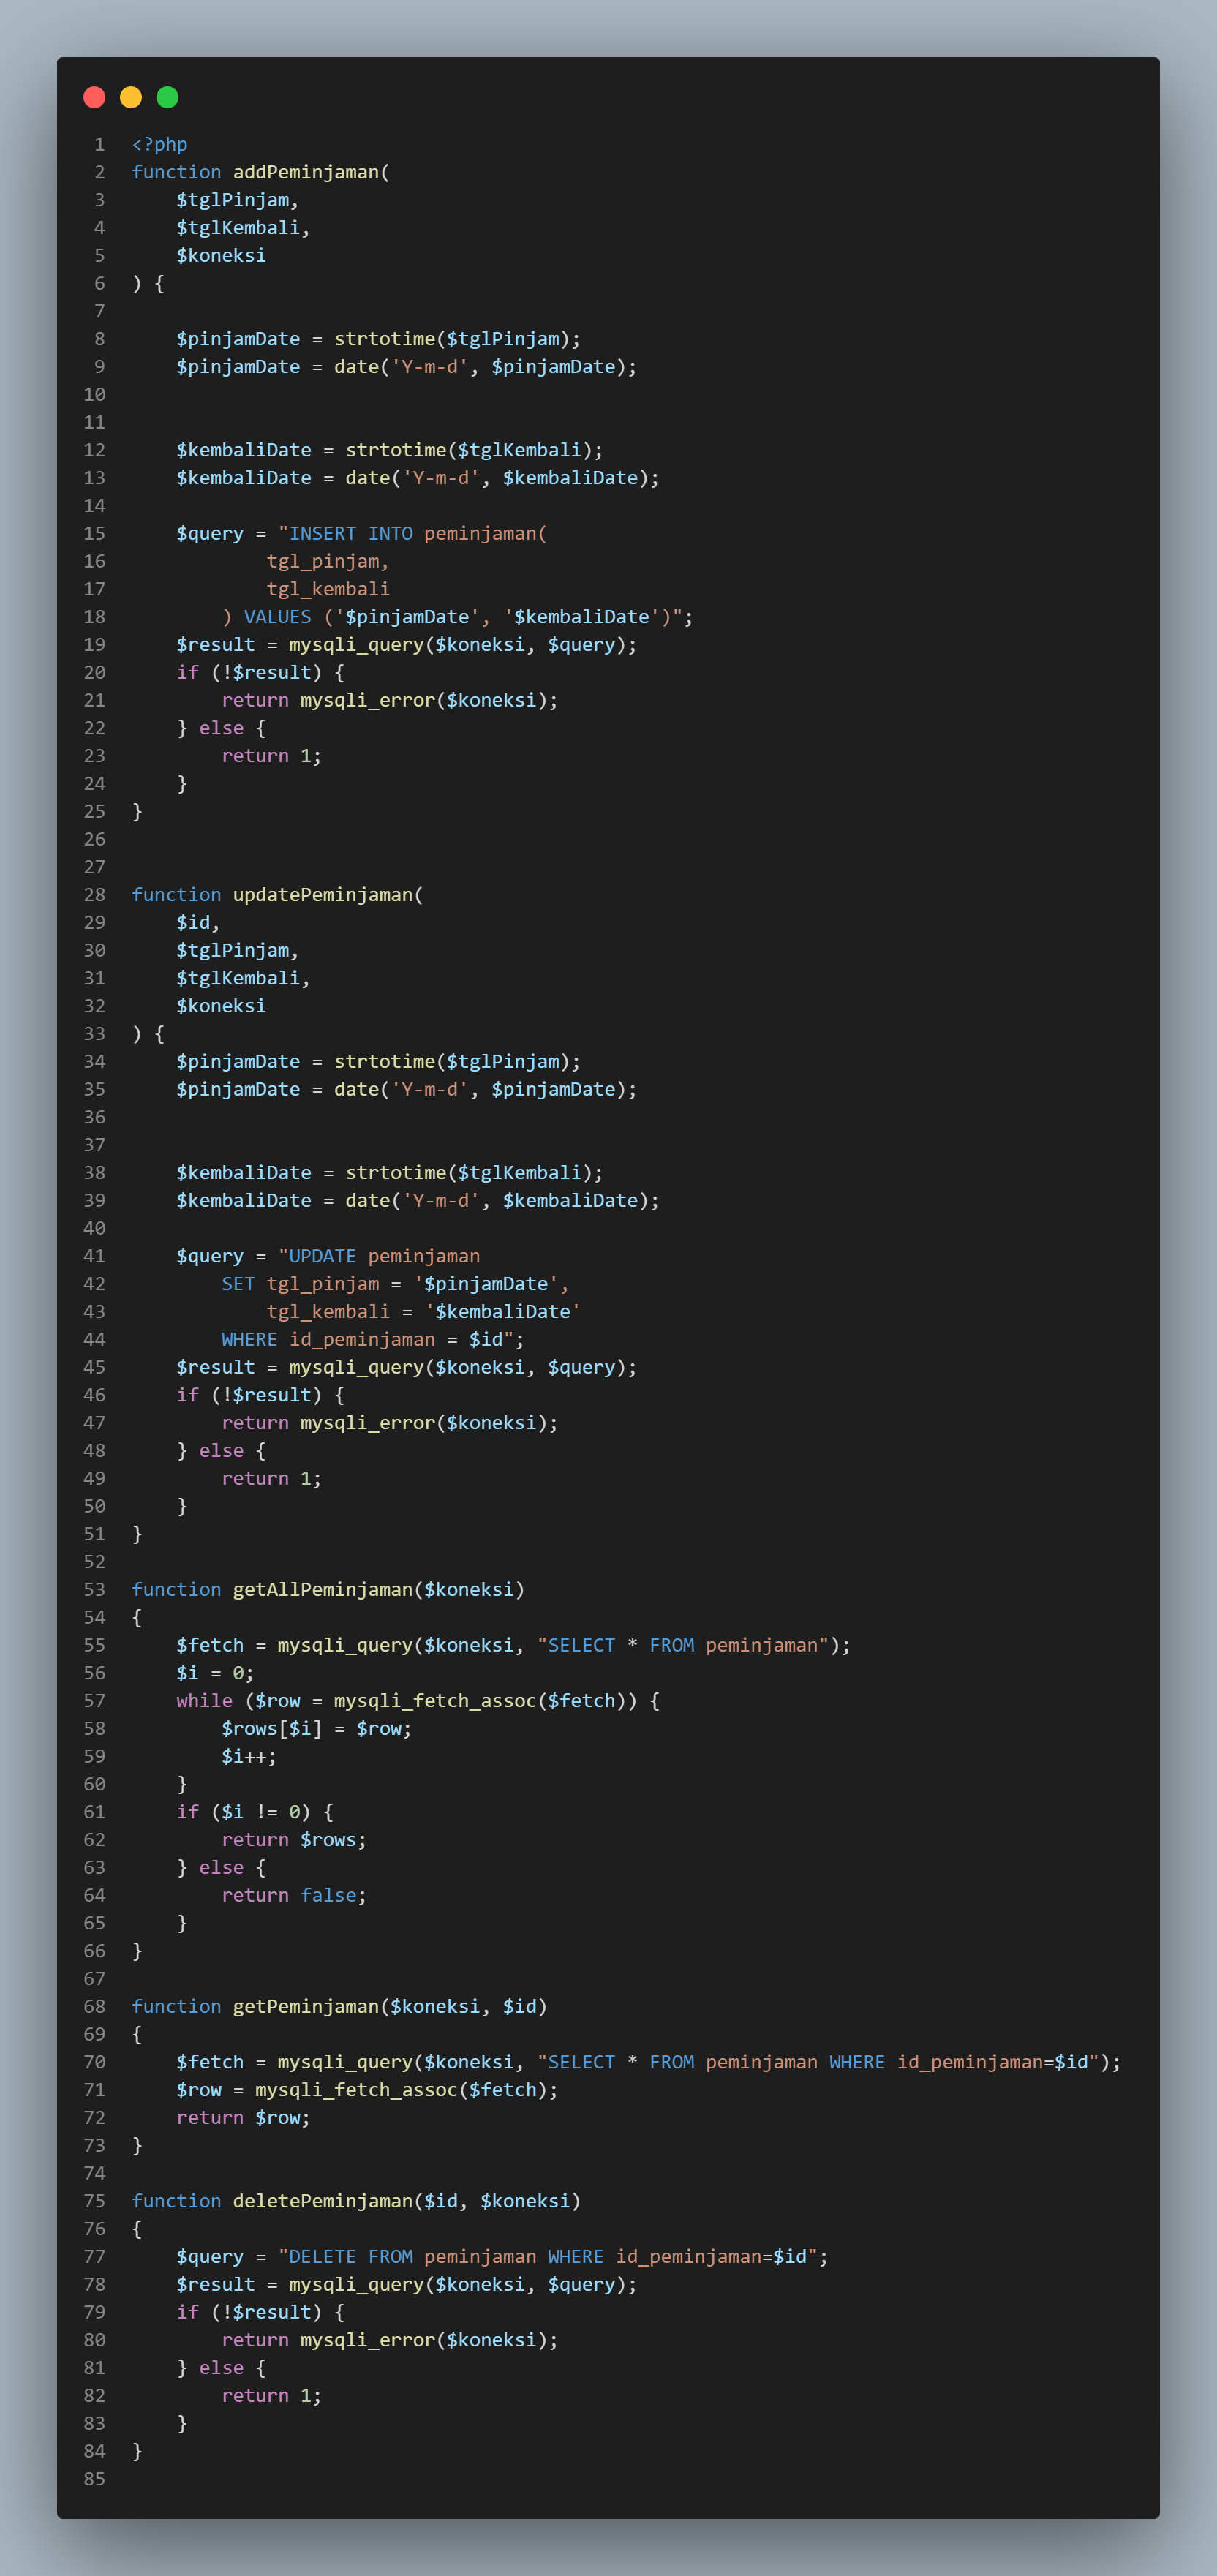 1 <?php
2 function addPeminjaman(
3     $tglPinjam,
4     $tglKembali,
5     $koneksi
6 ) {
7
8     $pinjamDate = strtotime($tglPinjam);
9     $pinjamDate = date('Y-m-d', $pinjamDate);
10
11
12     $kembaliDate = strtotime($tglKembali);
13     $kembaliDate = date('Y-m-d', $kembaliDate);
14
15     $query = "INSERT INTO peminjaman(
16             tgl_pinjam,
17             tgl_kembali
18         ) VALUES ('$pinjamDate', '$kembaliDate')";
19     $result = mysqli_query($koneksi, $query);
20     if (!$result) {
21         return mysqli_error($koneksi);
22     } else {
23         return 1;
24     }
25 }
26
27
28 function updatePeminjaman(
29     $id,
30     $tglPinjam,
31     $tglKembali,
32     $koneksi
33 ) {
34     $pinjamDate = strtotime($tglPinjam);
35     $pinjamDate = date('Y-m-d', $pinjamDate);
36
37
38     $kembaliDate = strtotime($tglKembali);
39     $kembaliDate = date('Y-m-d', $kembaliDate);
40
41     $query = "UPDATE peminjaman
42         SET tgl_pinjam = '$pinjamDate',
43             tgl_kembali = '$kembaliDate'
44         WHERE id_peminjaman = $id";
45     $result = mysqli_query($koneksi, $query);
46     if (!$result) {
47         return mysqli_error($koneksi);
48     } else {
49         return 1;
50     }
51 }
52
53 function getAllPeminjaman($koneksi)
54 {
55     $fetch = mysqli_query($koneksi, "SELECT * FROM peminjaman");
56     $i = 0;
57     while ($row = mysqli_fetch_assoc($fetch)) {
58         $rows[$i] = $row;
59         $i++;
60     }
61     if ($i != 0) {
62         return $rows;
63     } else {
64         return false;
65     }
66 }
67
68 function getPeminjaman($koneksi, $id)
69 {
70     $fetch = mysqli_query($koneksi, "SELECT * FROM peminjaman WHERE id_peminjaman=$id");
71     $row = mysqli_fetch_assoc($fetch);
72     return $row;
73 }
74
75 function deletePeminjaman($id, $koneksi)
76 {
77     $query = "DELETE FROM peminjaman WHERE id_peminjaman=$id";
78     $result = mysqli_query($koneksi, $query);
79     if (!$result) {
80         return mysqli_error($koneksi);
81     } else {
82         return 1;
83     }
84 }
85